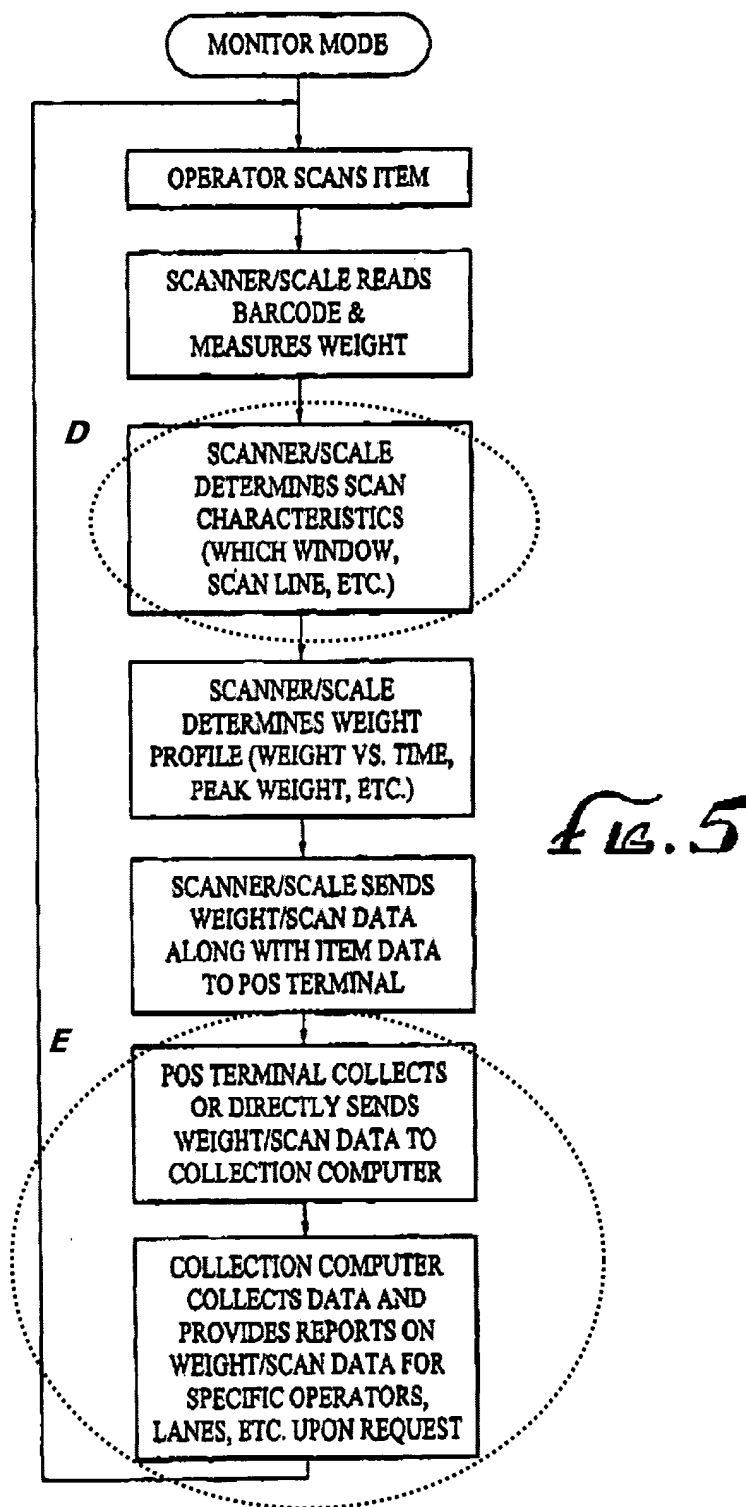 MONITOR MODE
OPERATOR SCANS ITEM
SCANNER/SCALE READS
BARCODE &
MEASURES WEIGHT
D
SCANNER/SCALE
DETERMINES SCAN
CHARACTERISTICS
(WHICH WINDOW,
SCAN LINE, ETC.)
SCANNER/SCALE
DETERMINES WEIGHT
PROFILE (WEIGHT VS. TIME,
PEAK WEIGHT, ETC.)
FIG. 5
SCANNER/SCALE SENDS
WEIGHT/SCAN DATA
ALONG WITH ITEM DATA
TO POS TERMINAL
E
POS TERMINAL COLLECTS
OR DIRECTLY SENDS
WEIGHT/SCAN DATA TO
COLLECTION COMPUTER
COLLECTION COMPUTER
COLLECTS DATA AND
PROVIDES REPORTS ON
WEIGHT/SCAN DATA FOR
SPECIFIC OPERATORS,
LANES, ETC. UPON REQUEST